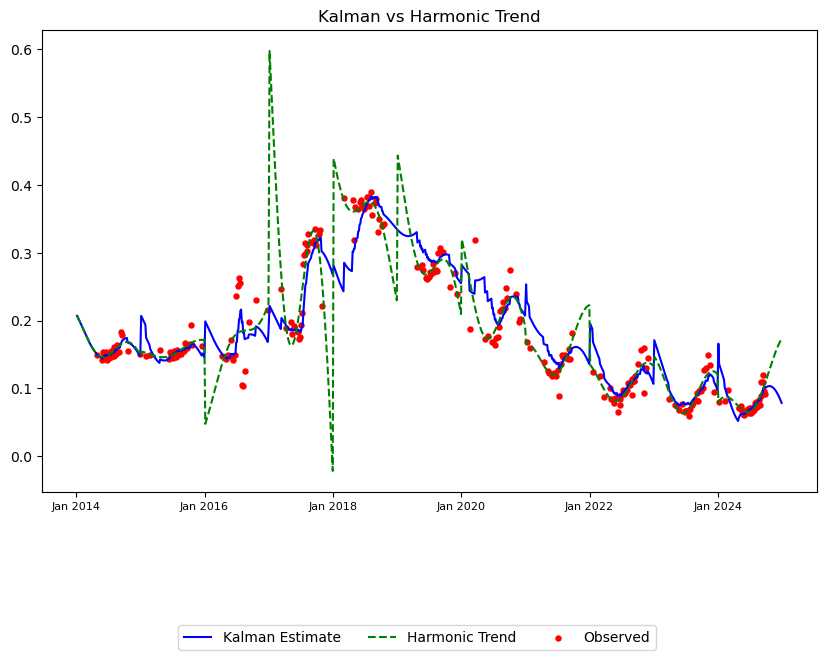 Kalman vs Harmonic Trend
0.6
0.5
0.4
0.3
0.2
0.1
0.0
Jan 2014 Jan 2016 Jan 2018 Jan 2020 Jan 2022 Jan 2024
Kalman Estimate Harmonic Trend Observed